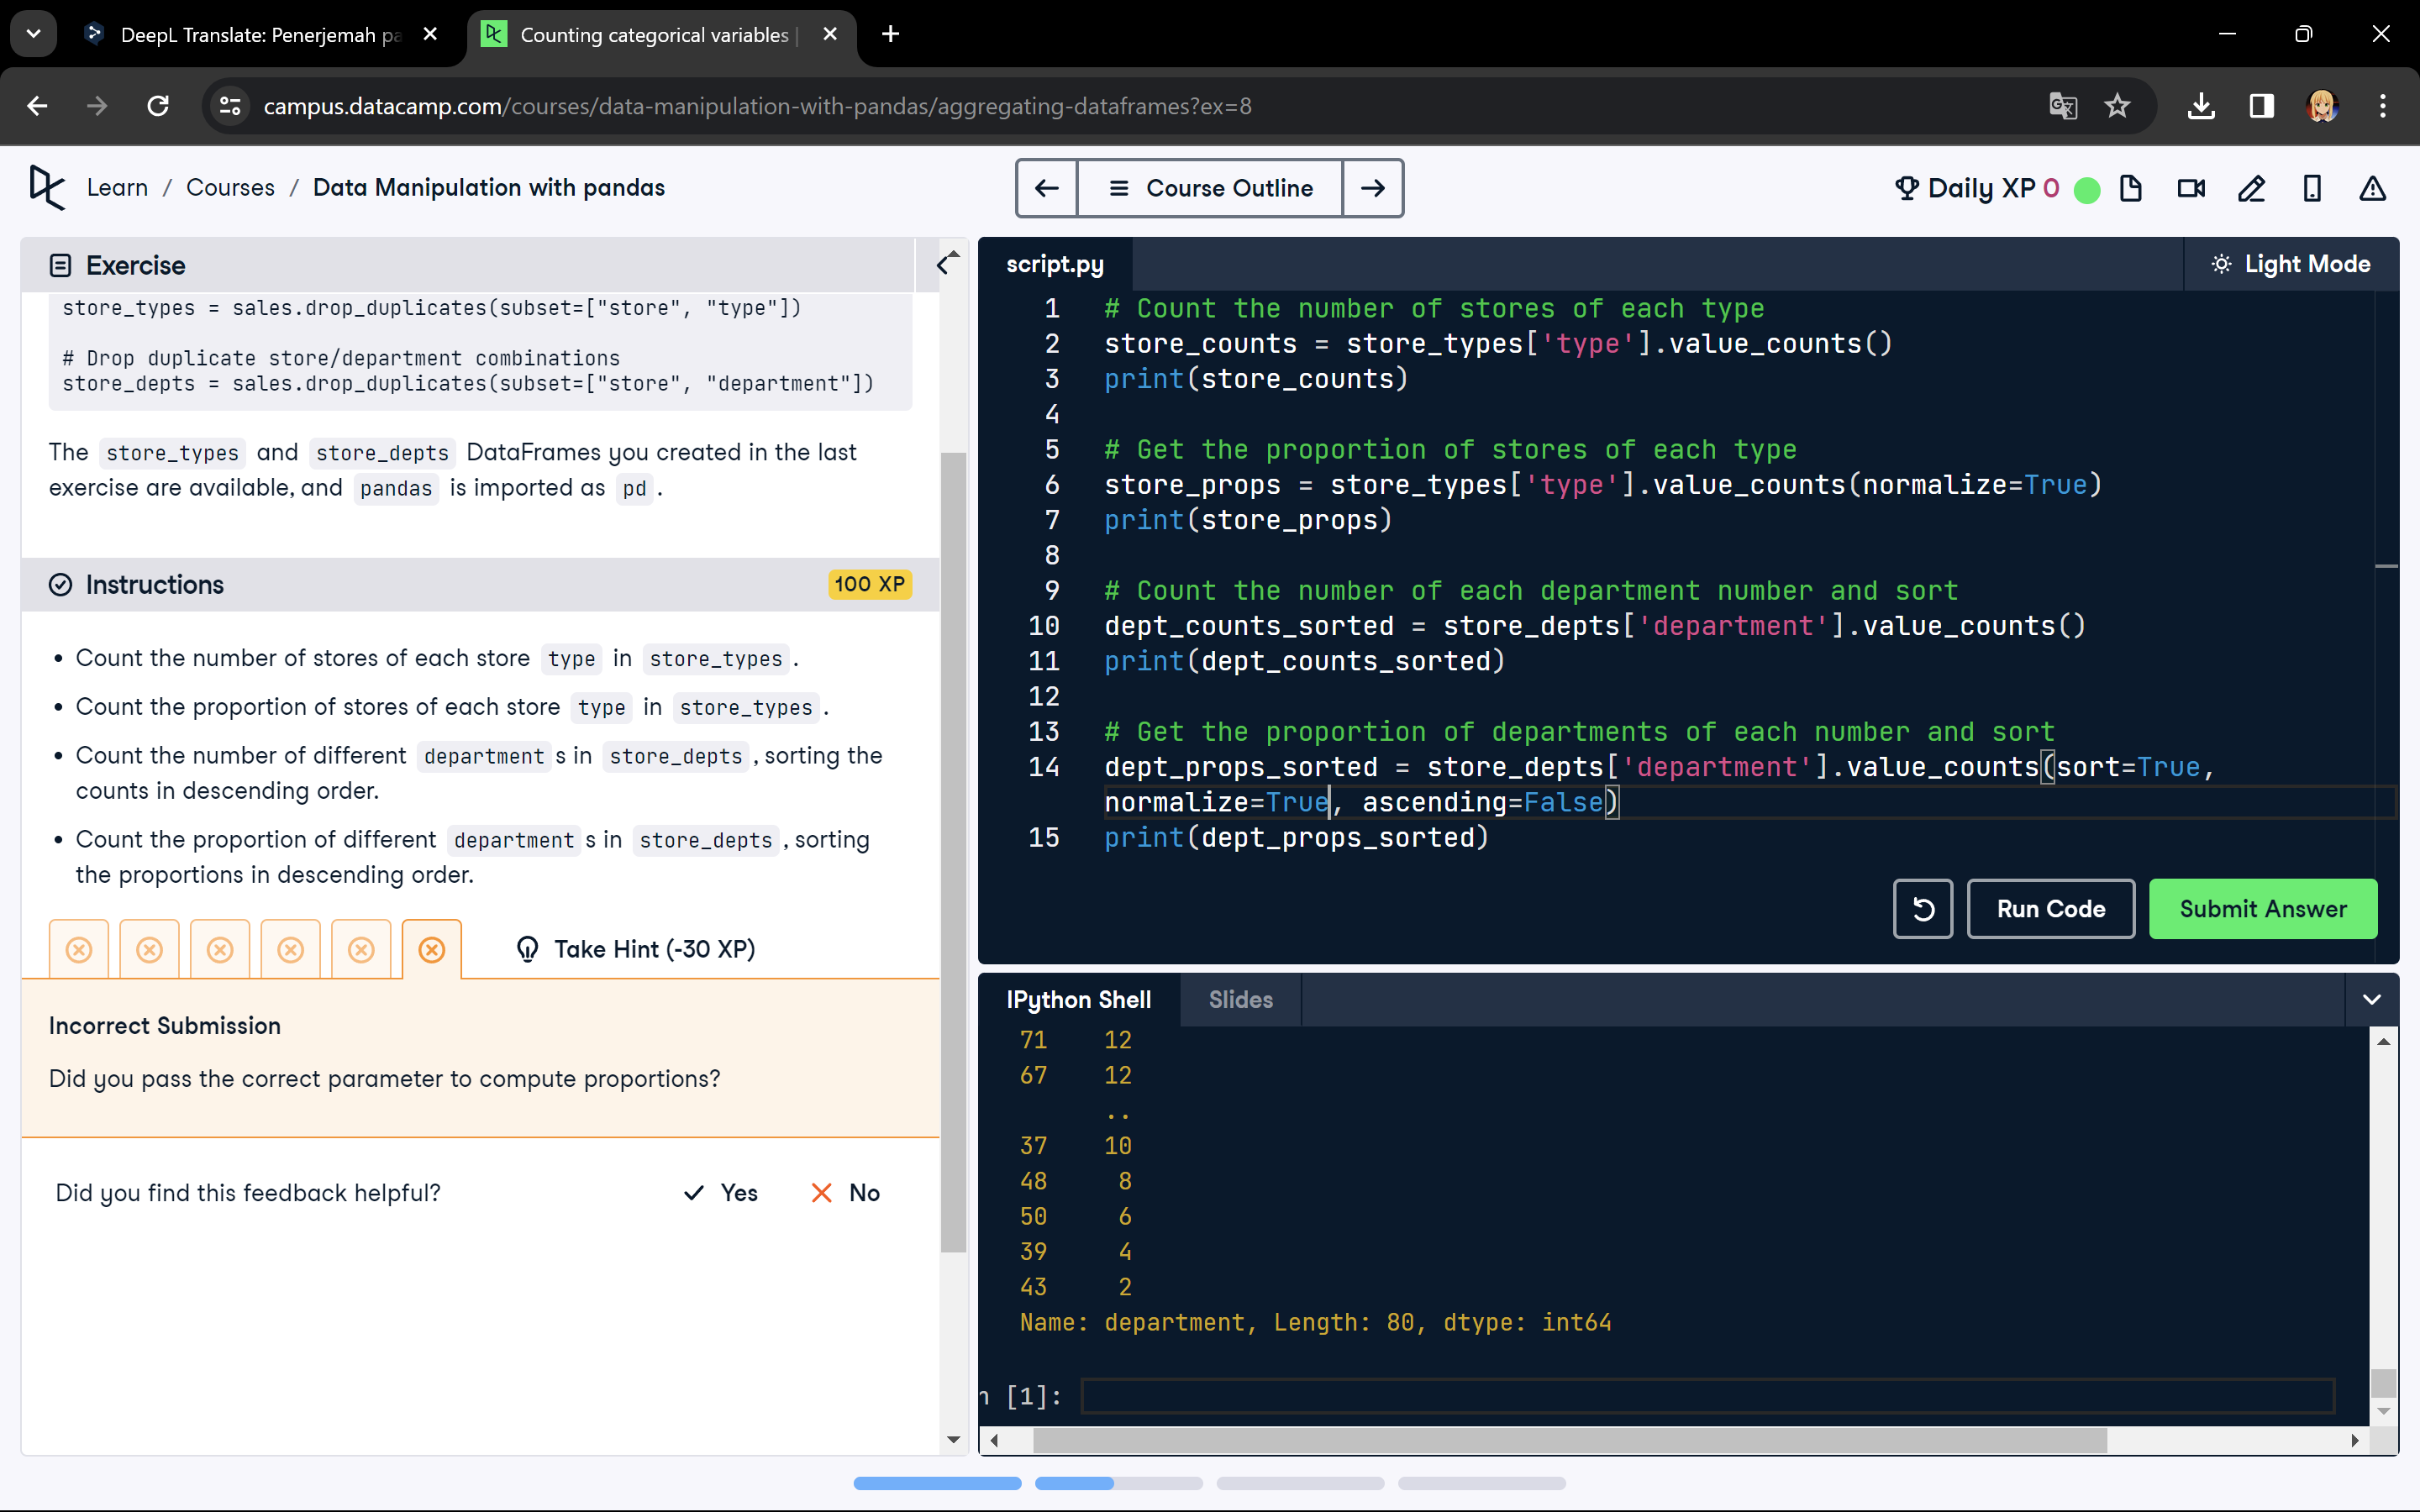 DeepL Translate: Penerjemah pa
Counting categorical variables |
campus.datacamp.com/courses/data-manipulation-with-pandas/aggregating-dataframes?ex=8
Learn / Courses / Data Manipulation with pandas
Course Outline
Daily XP 0
Exercise
store_types = sales.drop_duplicates(subset=["store", "type"])
# Drop duplicate store/department combinations
store_depts = sales.drop_duplicates(subset=["store", "department"])
The store_types and store_depts DataFrames you created in the last
exercise are available, and pandas is imported as pd.
Instructions
100 XP
• Count the number of stores of each store type in store_types.
• Count the proportion of stores of each store type in store_types.
• Count the number of different departments in store_depts, sorting the
counts in descending order.
• Count the proportion of different departments in store_depts, sorting
the proportions in descending order.
Take Hint (-30 XP)
Incorrect Submission
Did you pass the correct parameter to compute proportions?
Did you find this feedback helpful?
Yes
No
script.py
Light Mode
1 # Count the number of stores of each type
2 store_counts = store_types['type'].value_counts()
3 print(store_counts)
4
5 # Get the proportion of stores of each type
6 store_props = store_types['type'].value_counts(normalize=True)
7 print(store_props)
8
9 # Count the number of each department number and sort
10 dept_counts_sorted = store_depts['department'].value_counts()
11 print(dept_counts_sorted)
12
13 # Get the proportion of departments of each number and sort
14 dept_props_sorted = store_depts['department'].value_counts(sort=True,
normalize=True, ascending=False)
15 print(dept_props_sorted)
Run Code
Submit Answer
IPython Shell
Slides
71 12
67 12
..
37 10
48 8
50 6
39 4
43 2
Name: department, Length: 80, dtype: int64
n [1]: